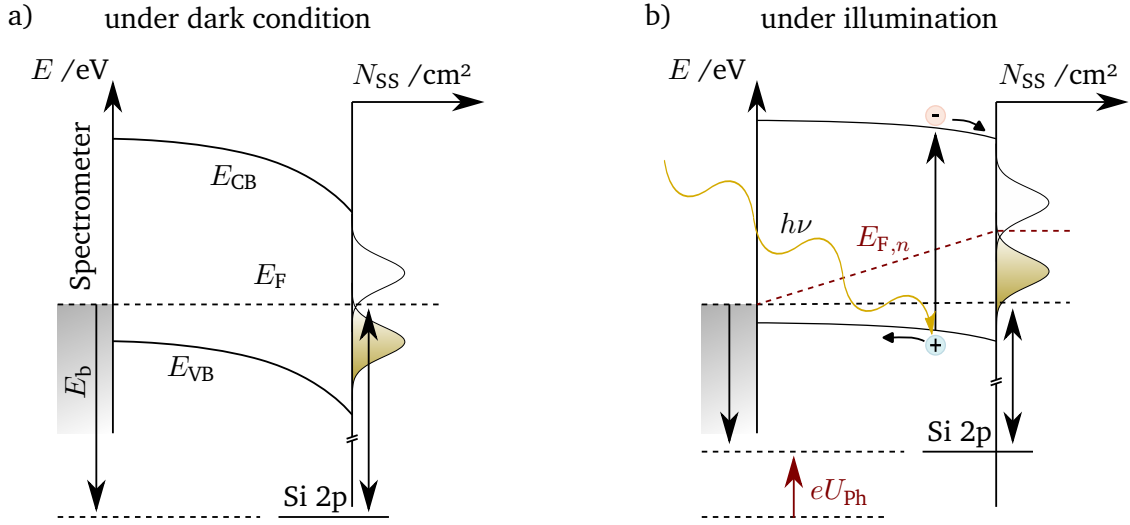 a) under dark condition
E /eV
N_SS /cm²
Spectrometer
E_CB
E_F
E_VB
E_b
Si 2p
b) under illumination
E /eV
N_SS /cm²
-
hν
E_F,n
+
Si 2p
eU_Ph